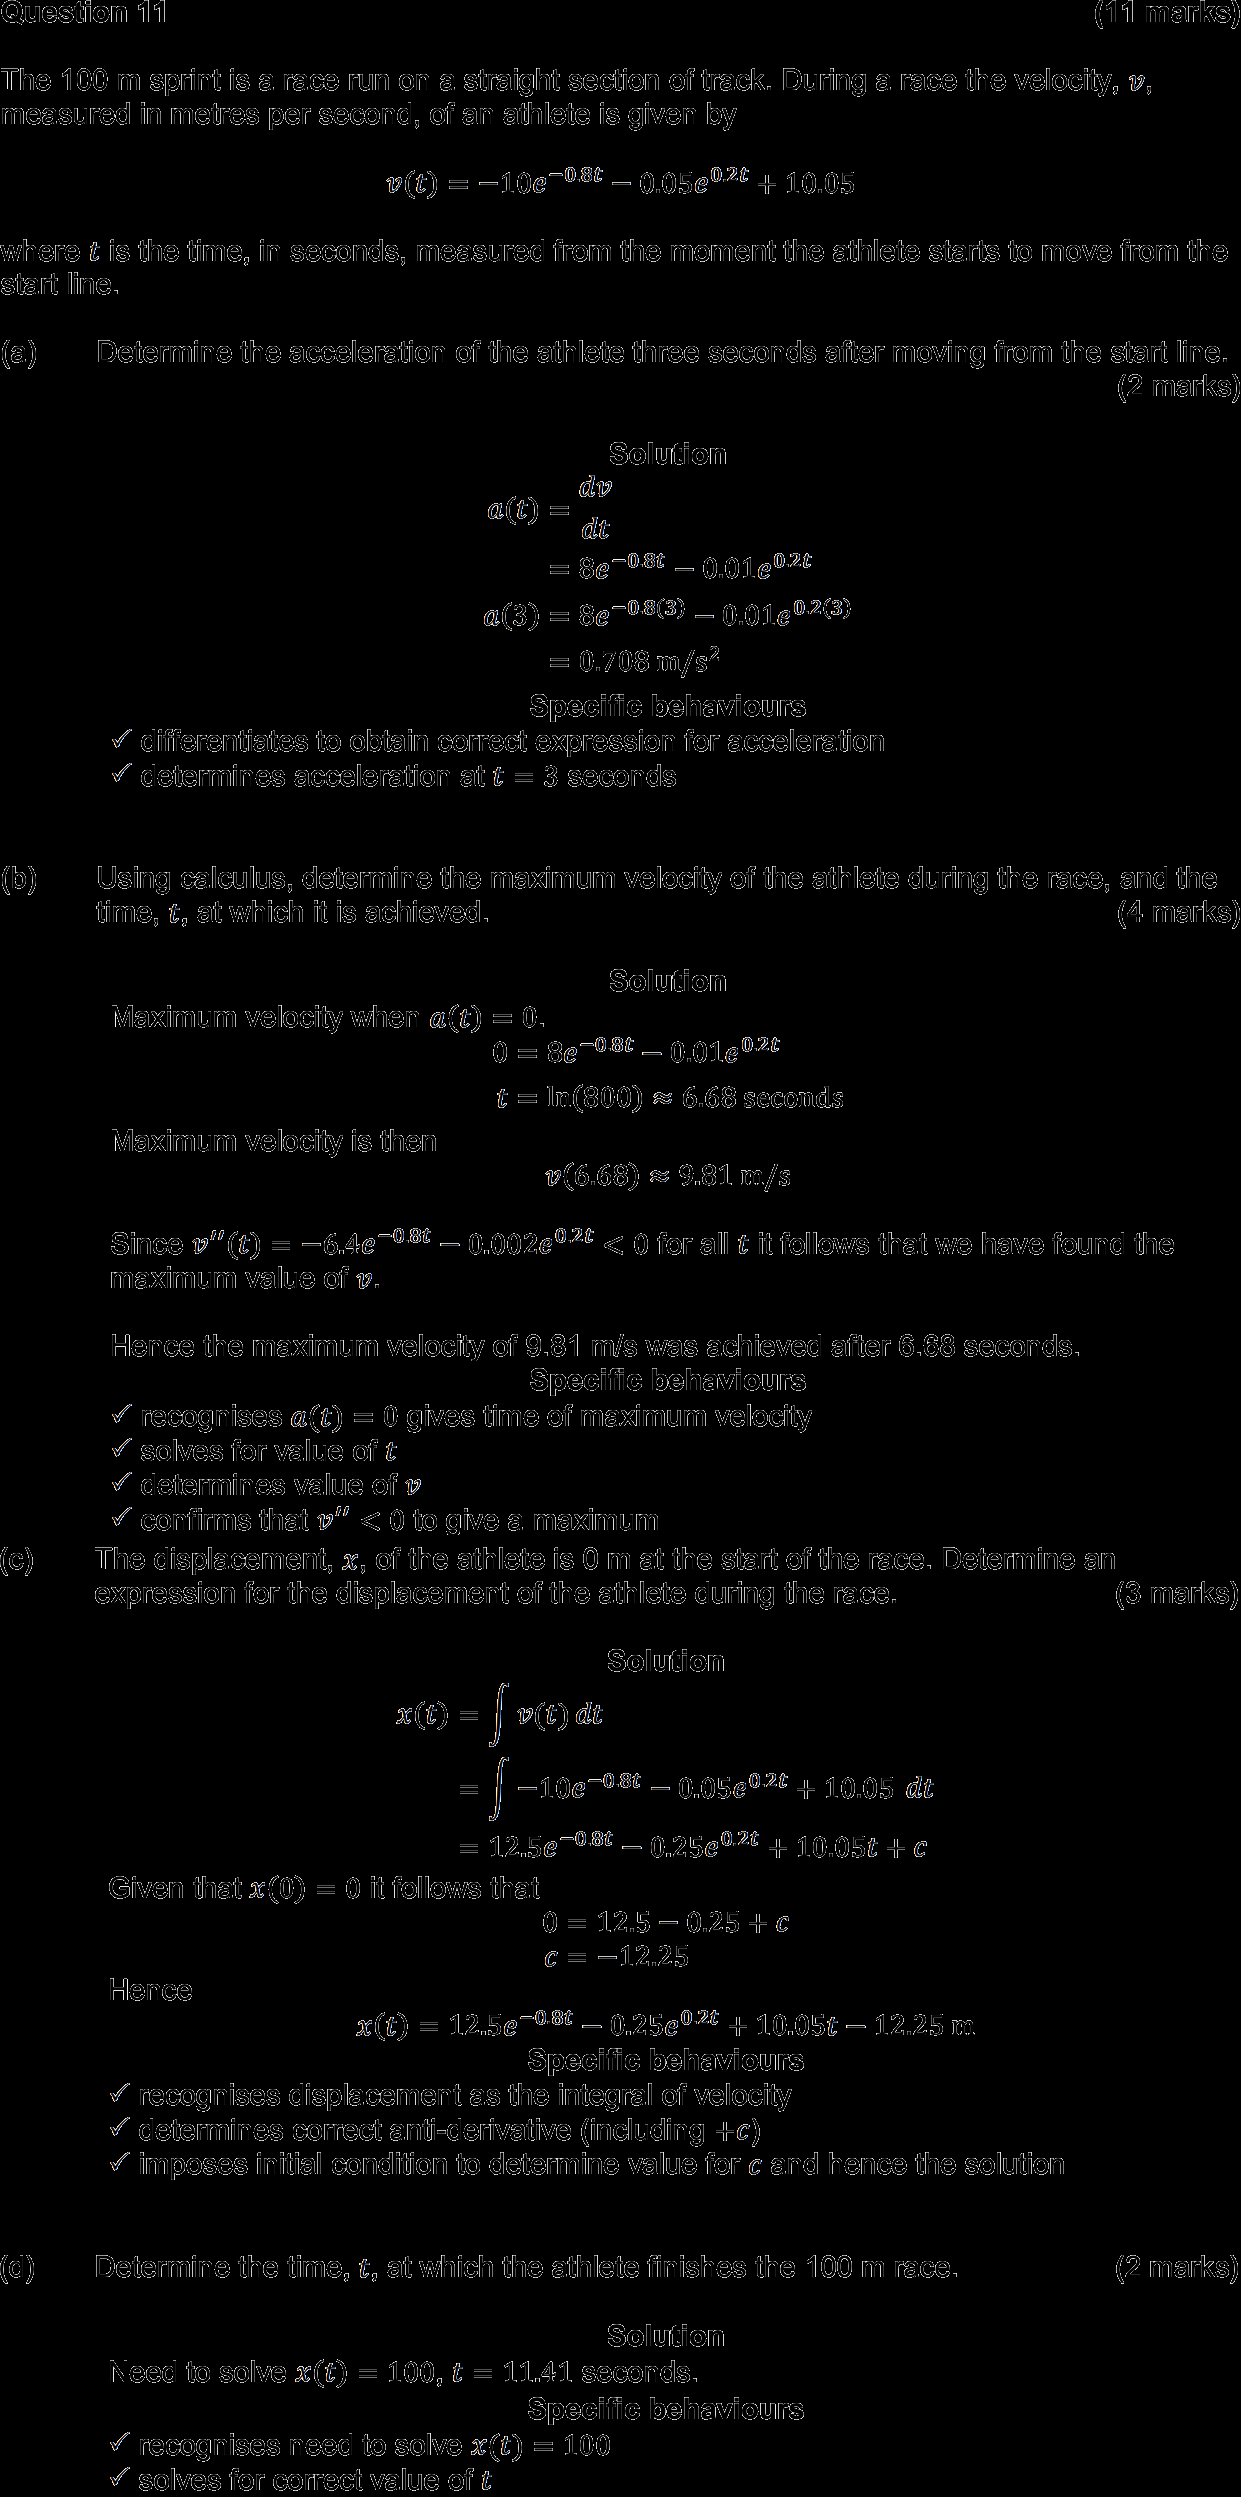 Question 11 (11 marks)
The 100 m sprint is a race run on a straight section of track. During a race the velocity, v,
measured in metres per second, of an athlete is given by
v(t) = −10e^{−0.8t} − 0.05e^{0.2t} + 10.05
where t is the time, in seconds, measured from the moment the athlete starts to move from the
start line.
(a) Determine the acceleration of the athlete three seconds after moving from the start line.
(2 marks)
Solution
a(t) = dv/dt
= 8e^{−0.8t} − 0.01e^{0.2t}
a(3) = 8e^{−0.8(3)} − 0.01e^{0.2(3)}
= 0.708 m/s²
Specific behaviours
✓ differentiates to obtain correct expression for acceleration
✓ determines acceleration at t = 3 seconds
(b) Using calculus, determine the maximum velocity of the athlete during the race, and the
time, t, at which it is achieved. (4 marks)
Solution
Maximum velocity when a(t) = 0.
0 = 8e^{−0.8t} − 0.01e^{0.2t}
t = ln(800) ≈ 6.68 seconds
Maximum velocity is then
v(6.68) ≈ 9.81 m/s
Since v′′(t) = −6.4e^{−0.8t} − 0.002e^{0.2t} < 0 for all t it follows that we have found the
maximum value of v.
Hence the maximum velocity of 9.81 m/s was achieved after 6.68 seconds.
Specific behaviours
✓ recognises a(t) = 0 gives time of maximum velocity
✓ solves for value of t
✓ determines value of v
✓ confirms that v′′ < 0 to give a maximum
(c) The displacement, x, of the athlete is 0 m at the start of the race. Determine an
expression for the displacement of the athlete during the race. (3 marks)
Solution
x(t) = ∫ v(t) dt
= ∫ −10e^{−0.8t} − 0.05e^{0.2t} + 10.05 dt
= 12.5e^{−0.8t} − 0.25e^{0.2t} + 10.05t + c
Given that x(0) = 0 it follows that
0 = 12.5 − 0.25 + c
c = −12.25
Hence
x(t) = 12.5e^{−0.8t} − 0.25e^{0.2t} + 10.05t − 12.25 m
Specific behaviours
✓ recognises displacement as the integral of velocity
✓ determines correct anti-derivative (including +c)
✓ imposes initial condition to determine value for c and hence the solution
(d) Determine the time, t, at which the athlete finishes the 100 m race. (2 marks)
Solution
Need to solve x(t) = 100, t = 11.41 seconds.
Specific behaviours
✓ recognises need to solve x(t) = 100
✓ solves for correct value of t